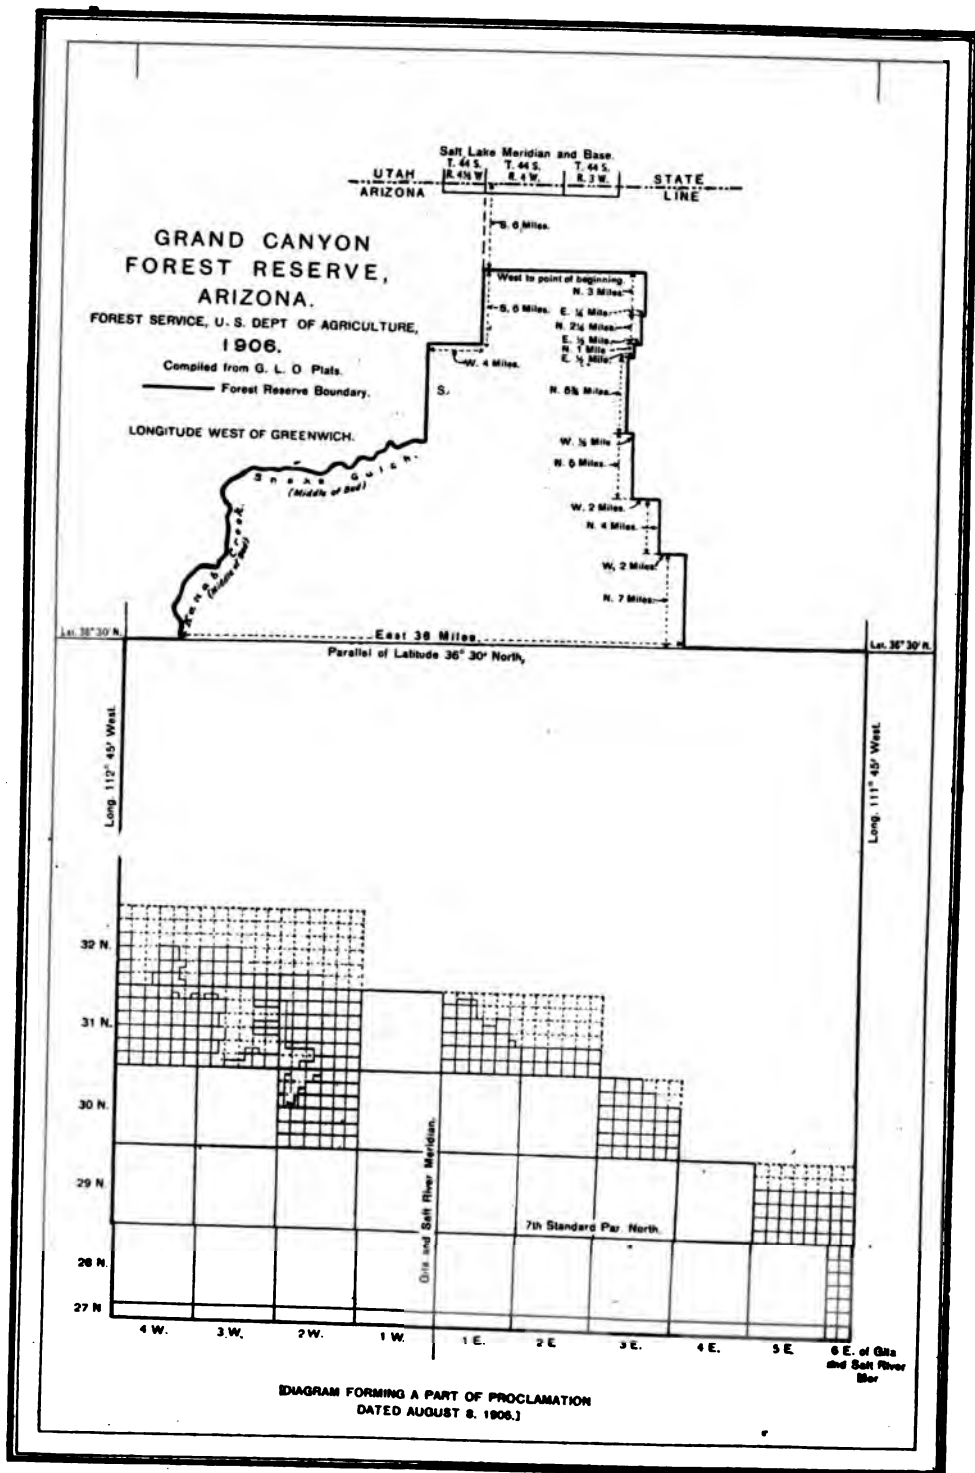 Salt Lake Meridian and Base.
T. 44 S. T. 44 S. T. 44 S.
R. 4½ W. R. 4 W. R. 3 W.
UTAH STATE
ARIZONA LINE
S. 6 Miles.
GRAND CANYON
FOREST RESERVE,
ARIZONA.
FOREST SERVICE, U. S. DEPT OF AGRICULTURE,
1906.
Compiled from G. L. O. Plats.
Forest Reserve Boundary.
LONGITUDE WEST OF GREENWICH.
West to point of beginning.
N. 3 Miles.
S. 6 Miles.
E. ¼ Mile.
N. 2¼ Miles.
E. ½ Mile.
N. 1 Mile
E. ½ Mile.
W. 4 Miles.
S.
N. 5¾ Miles.
W. ½ Mile
N. 5 Miles.
W. 2 Miles.
N. 4 Miles.
W. 2 Miles.
N. 7 Miles.
Snake Gulch.
(Middle of Bed)
Kanab Creek.
(Middle of Bed)
Lat. 36° 30' N.
East 36 Miles.
Lat. 36° 30' N.
Parallel of Latitude 36° 30' North,
Long. 112° 45' West.
Long. 111° 45' West.
32 N.
31 N.
30 N.
29 N.
28 N.
27 N
Gila and Salt River Meridian.
7th Standard Par. North.
4 W. 3 W. 2 W. 1 W. 1 E. 2 E 3 E. 4 E. 5 E. 6 E. of Gila
and Salt River
Mer
[DIAGRAM FORMING A PART OF PROCLAMATION
DATED AUGUST 8, 1906.]